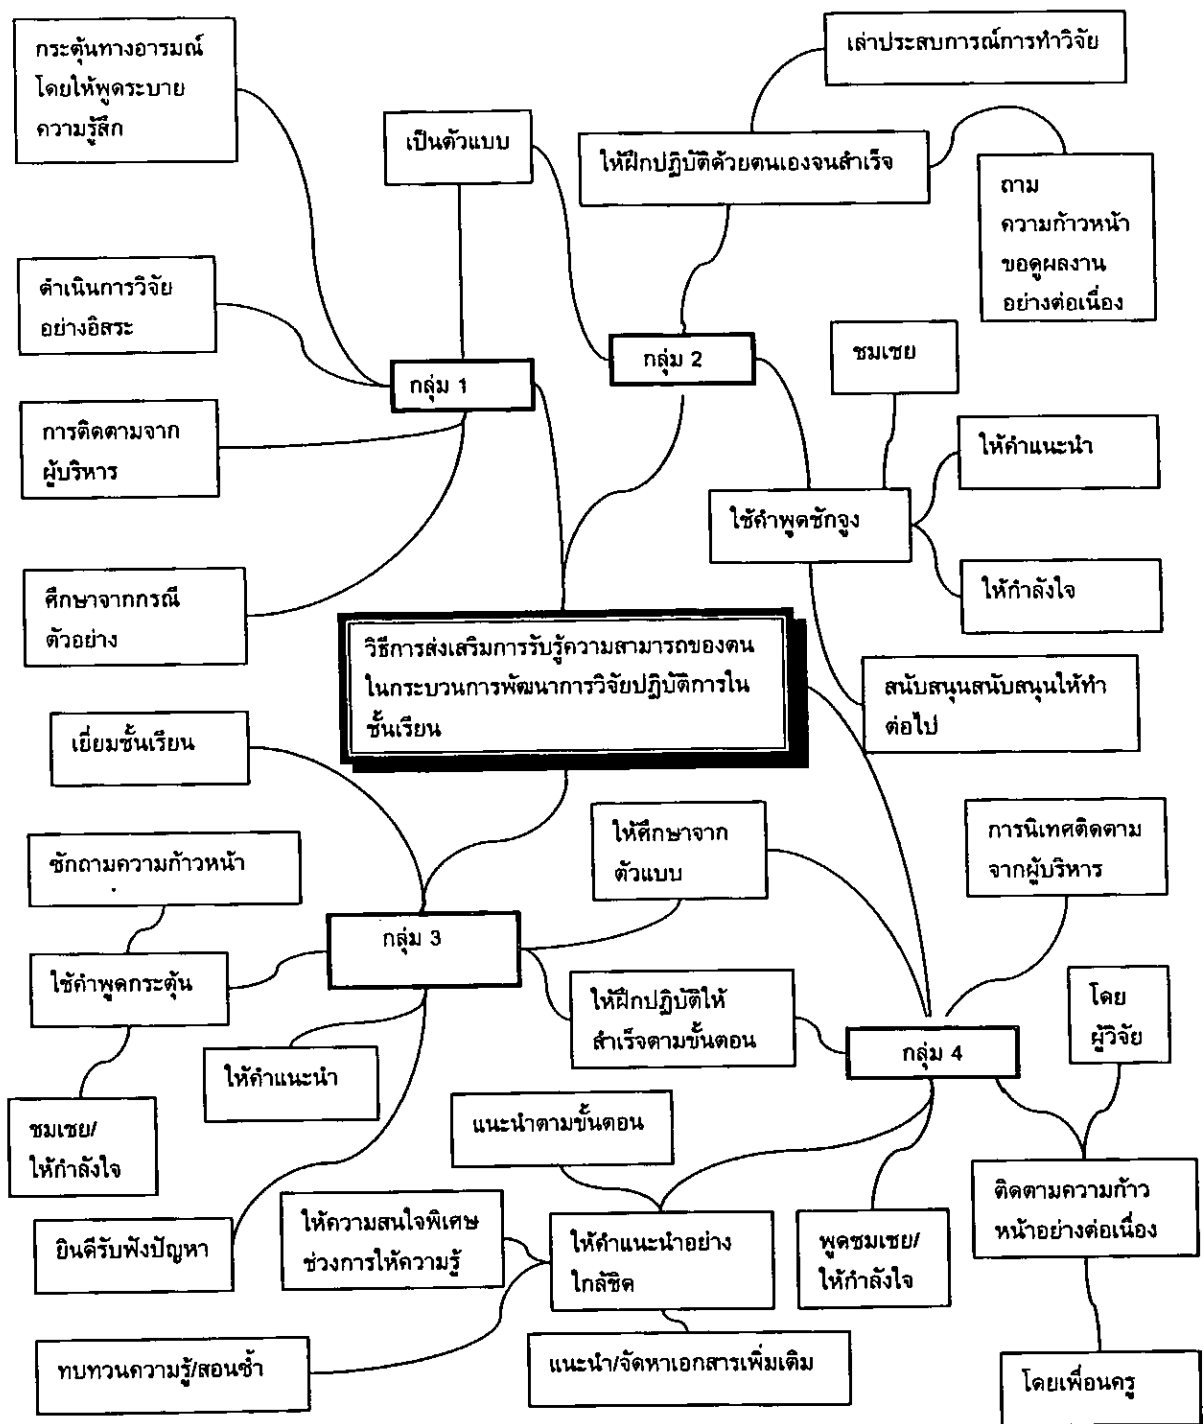 กระตุ้นทางอารมณ์
โดยให้พูดระบาย
ความรู้สึก
เป็นตัวแบบ
เล่าประสบการณ์การทำวิจัย
ให้ฝึกปฏิบัติด้วยตนเองจนสำเร็จ
ถาม
ความก้าวหน้า
ขอดูผลงาน
อย่างต่อเนื่อง
ดำเนินการวิจัย
อย่างอิสระ
กลุ่ม 1
กลุ่ม 2
ชมเชย
การติดตามจาก
ผู้บริหาร
ให้คำแนะนำ
ใช้คำพูดชักจูง
ให้กำลังใจ
ศึกษาจากกรณี
ตัวอย่าง
วิธีการส่งเสริมการรับรู้ความสามารถของตน
ในกระบวนการพัฒนาการวิจัยปฏิบัติการใน
ชั้นเรียน
สนับสนุนสนับสนุนให้ทำ
ต่อไป
เยี่ยมชั้นเรียน
ให้ศึกษาจาก
ตัวแบบ
การนิเทศติดตาม
จากผู้บริหาร
ซักถามความก้าวหน้า
กลุ่ม 3
ใช้คำพูดกระตุ้น
ให้ฝึกปฏิบัติให้
สำเร็จตามขั้นตอน
โดย
ผู้วิจัย
กลุ่ม 4
ให้คำแนะนำ
ชมเชย/
ให้กำลังใจ
แนะนำตามขั้นตอน
ติดตามความก้าว
หน้าอย่างต่อเนื่อง
ยินดีรับฟังปัญหา
ให้ความสนใจพิเศษ
ช่วงการให้ความรู้
ให้คำแนะนำอย่าง
ใกล้ชิด
พูดชมเชย/
ให้กำลังใจ
ทบทวนความรู้/สอนซ้ำ
แนะนำ/จัดหาเอกสารเพิ่มเติม
โดยเพื่อนครู